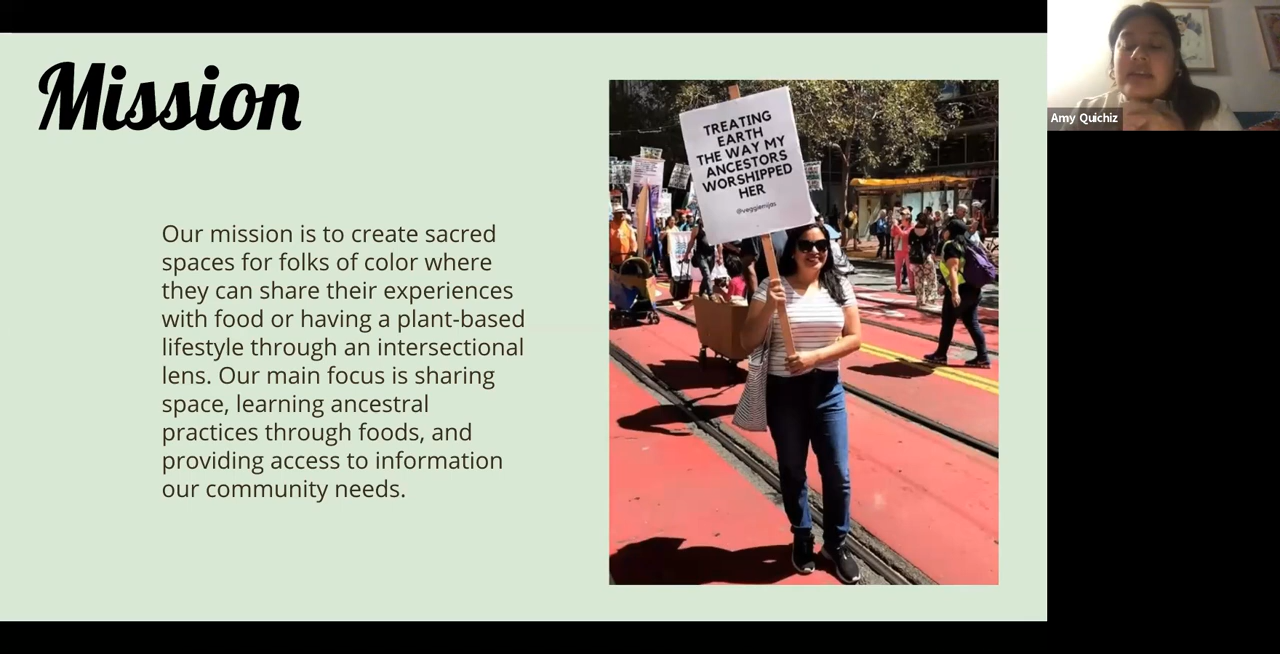 Mission
Our mission is to create sacred
spaces for folks of color where
they can share their experiences
with food or having a plant-based
lifestyle through an intersectional
lens. Our main focus is sharing
space, learning ancestral
practices through foods, and
providing access to information
our community needs.
TREATING
EARTH
THE WAY MY
ANCESTORS
WORSHIPPED
HER
@veggiemijas
Amy Quichiz